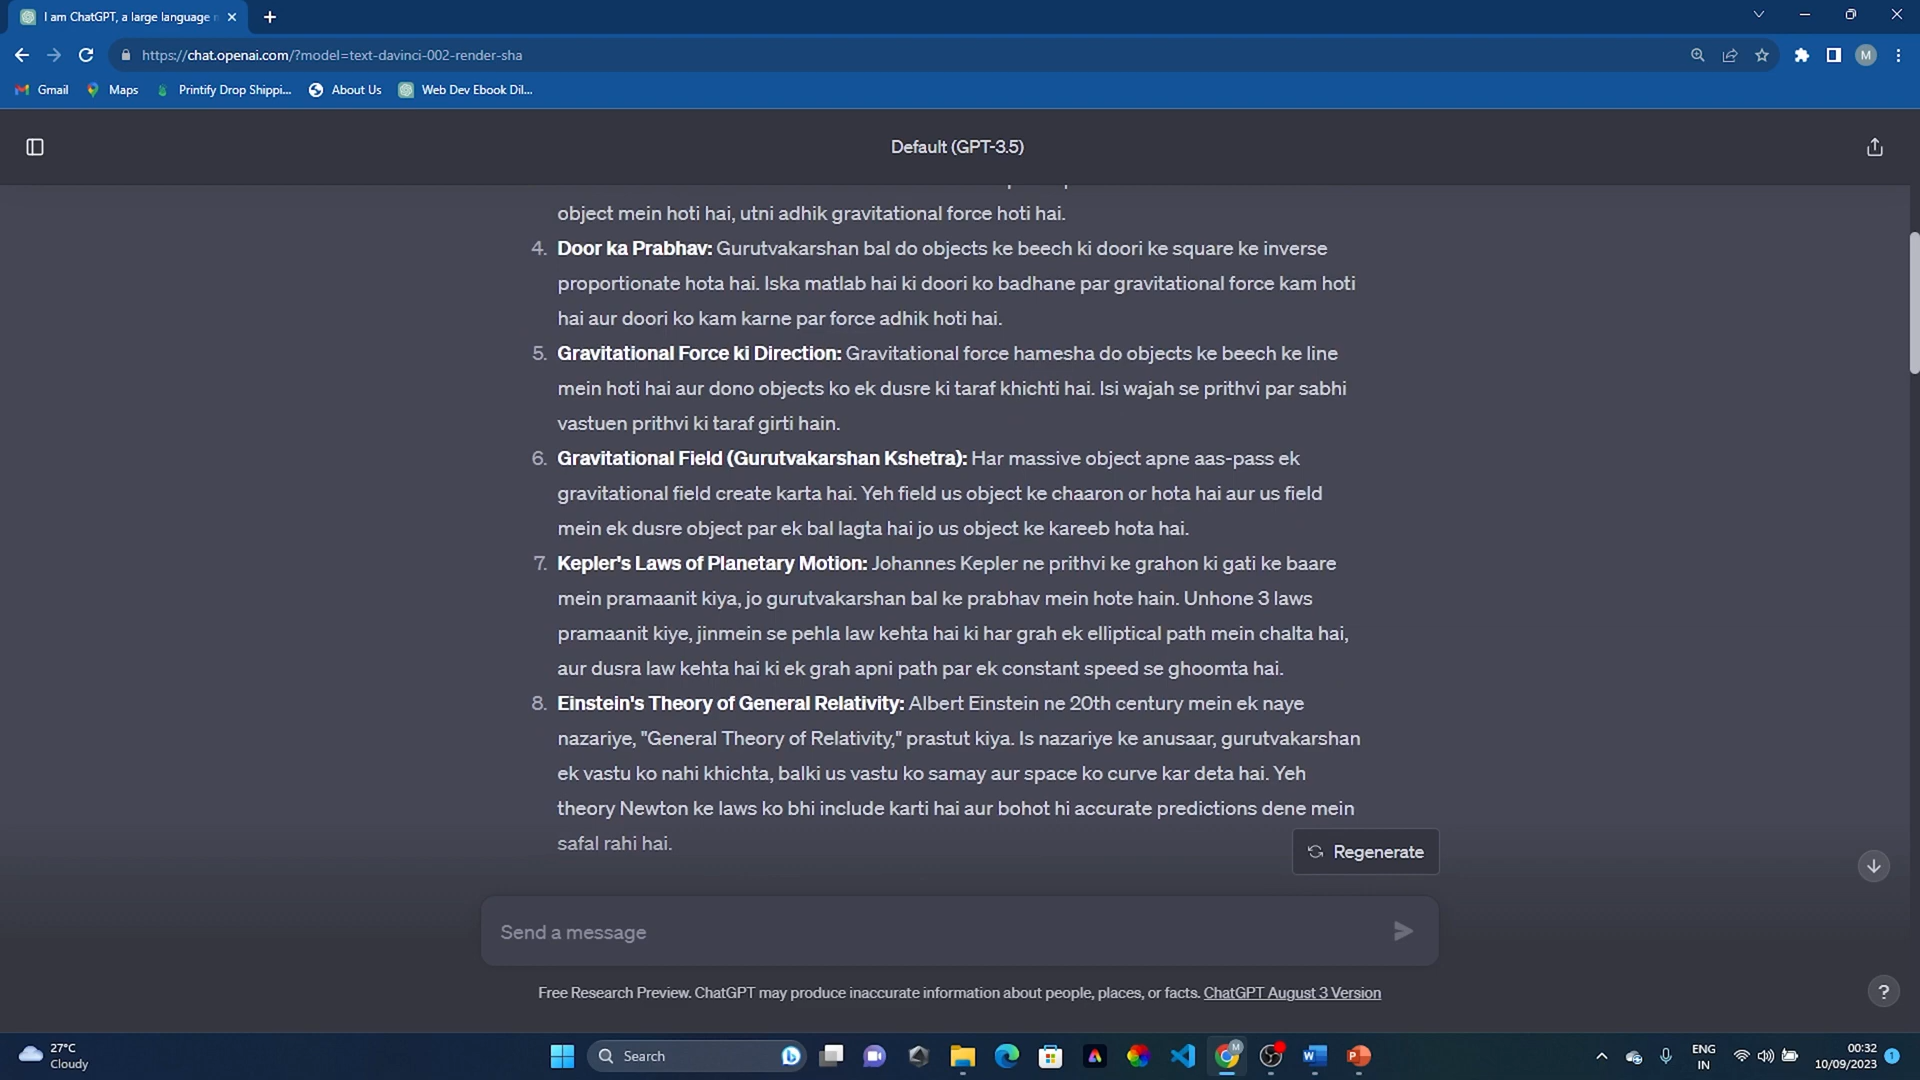 I am ChatGPT, a large language
https://chat.openai.com/?model=text-davinci-002-render-sha
M
Gmail
Maps
Printify Drop Shippi...
About Us
Web Dev Ebook Dil...
Default (GPT-3.5)
object mein hoti hai, utni adhik gravitational force hoti hai.
4. Door ka Prabhav: Gurutvakarshan bal do objects ke beech ki doori ke square ke inverse
proportionate hota hai. Iska matlab hai ki doori ko badhane par gravitational force kam hoti
hai aur doori ko kam karne par force adhik hoti hai.
5. Gravitational Force ki Direction: Gravitational force hamesha do objects ke beech ke line
mein hoti hai aur dono objects ko ek dusre ki taraf khichti hai. Isi wajah se prithvi par sabhi
vastuen prithvi ki taraf girti hain.
6. Gravitational Field (Gurutvakarshan Kshetra): Har massive object apne aas-pass ek
gravitational field create karta hai. Yeh field us object ke chaaron or hota hai aur us field
mein ek dusre object par ek bal lagta hai jo us object ke kareeb hota hai.
7. Kepler's Laws of Planetary Motion: Johannes Kepler ne prithvi ke grahon ki gati ke baare
mein pramaanit kiya, jo gurutvakarshan bal ke prabhav mein hote hain. Unhone 3 laws
pramaanit kiye, jinmein se pehla law kehta hai ki har grah ek elliptical path mein chalta hai,
aur dusra law kehta hai ki ek grah apni path par ek constant speed se ghoomta hai.
8. Einstein's Theory of General Relativity: Albert Einstein ne 20th century mein ek naye
nazariye, "General Theory of Relativity," prastut kiya. Is nazariye ke anusaar, gurutvakarshan
ek vastu ko nahi khichta, balki us vastu ko samay aur space ko curve kar deta hai. Yeh
theory Newton ke laws ko bhi include karti hai aur bohot hi accurate predictions dene mein
safal rahi hai.
Regenerate
Send a message
Free Research Preview. ChatGPT may produce inaccurate information about people, places, or facts. ChatGPT August 3 Version
?
27°C
Cloudy
Search
ENG
IN
00:32
10/09/2023
1